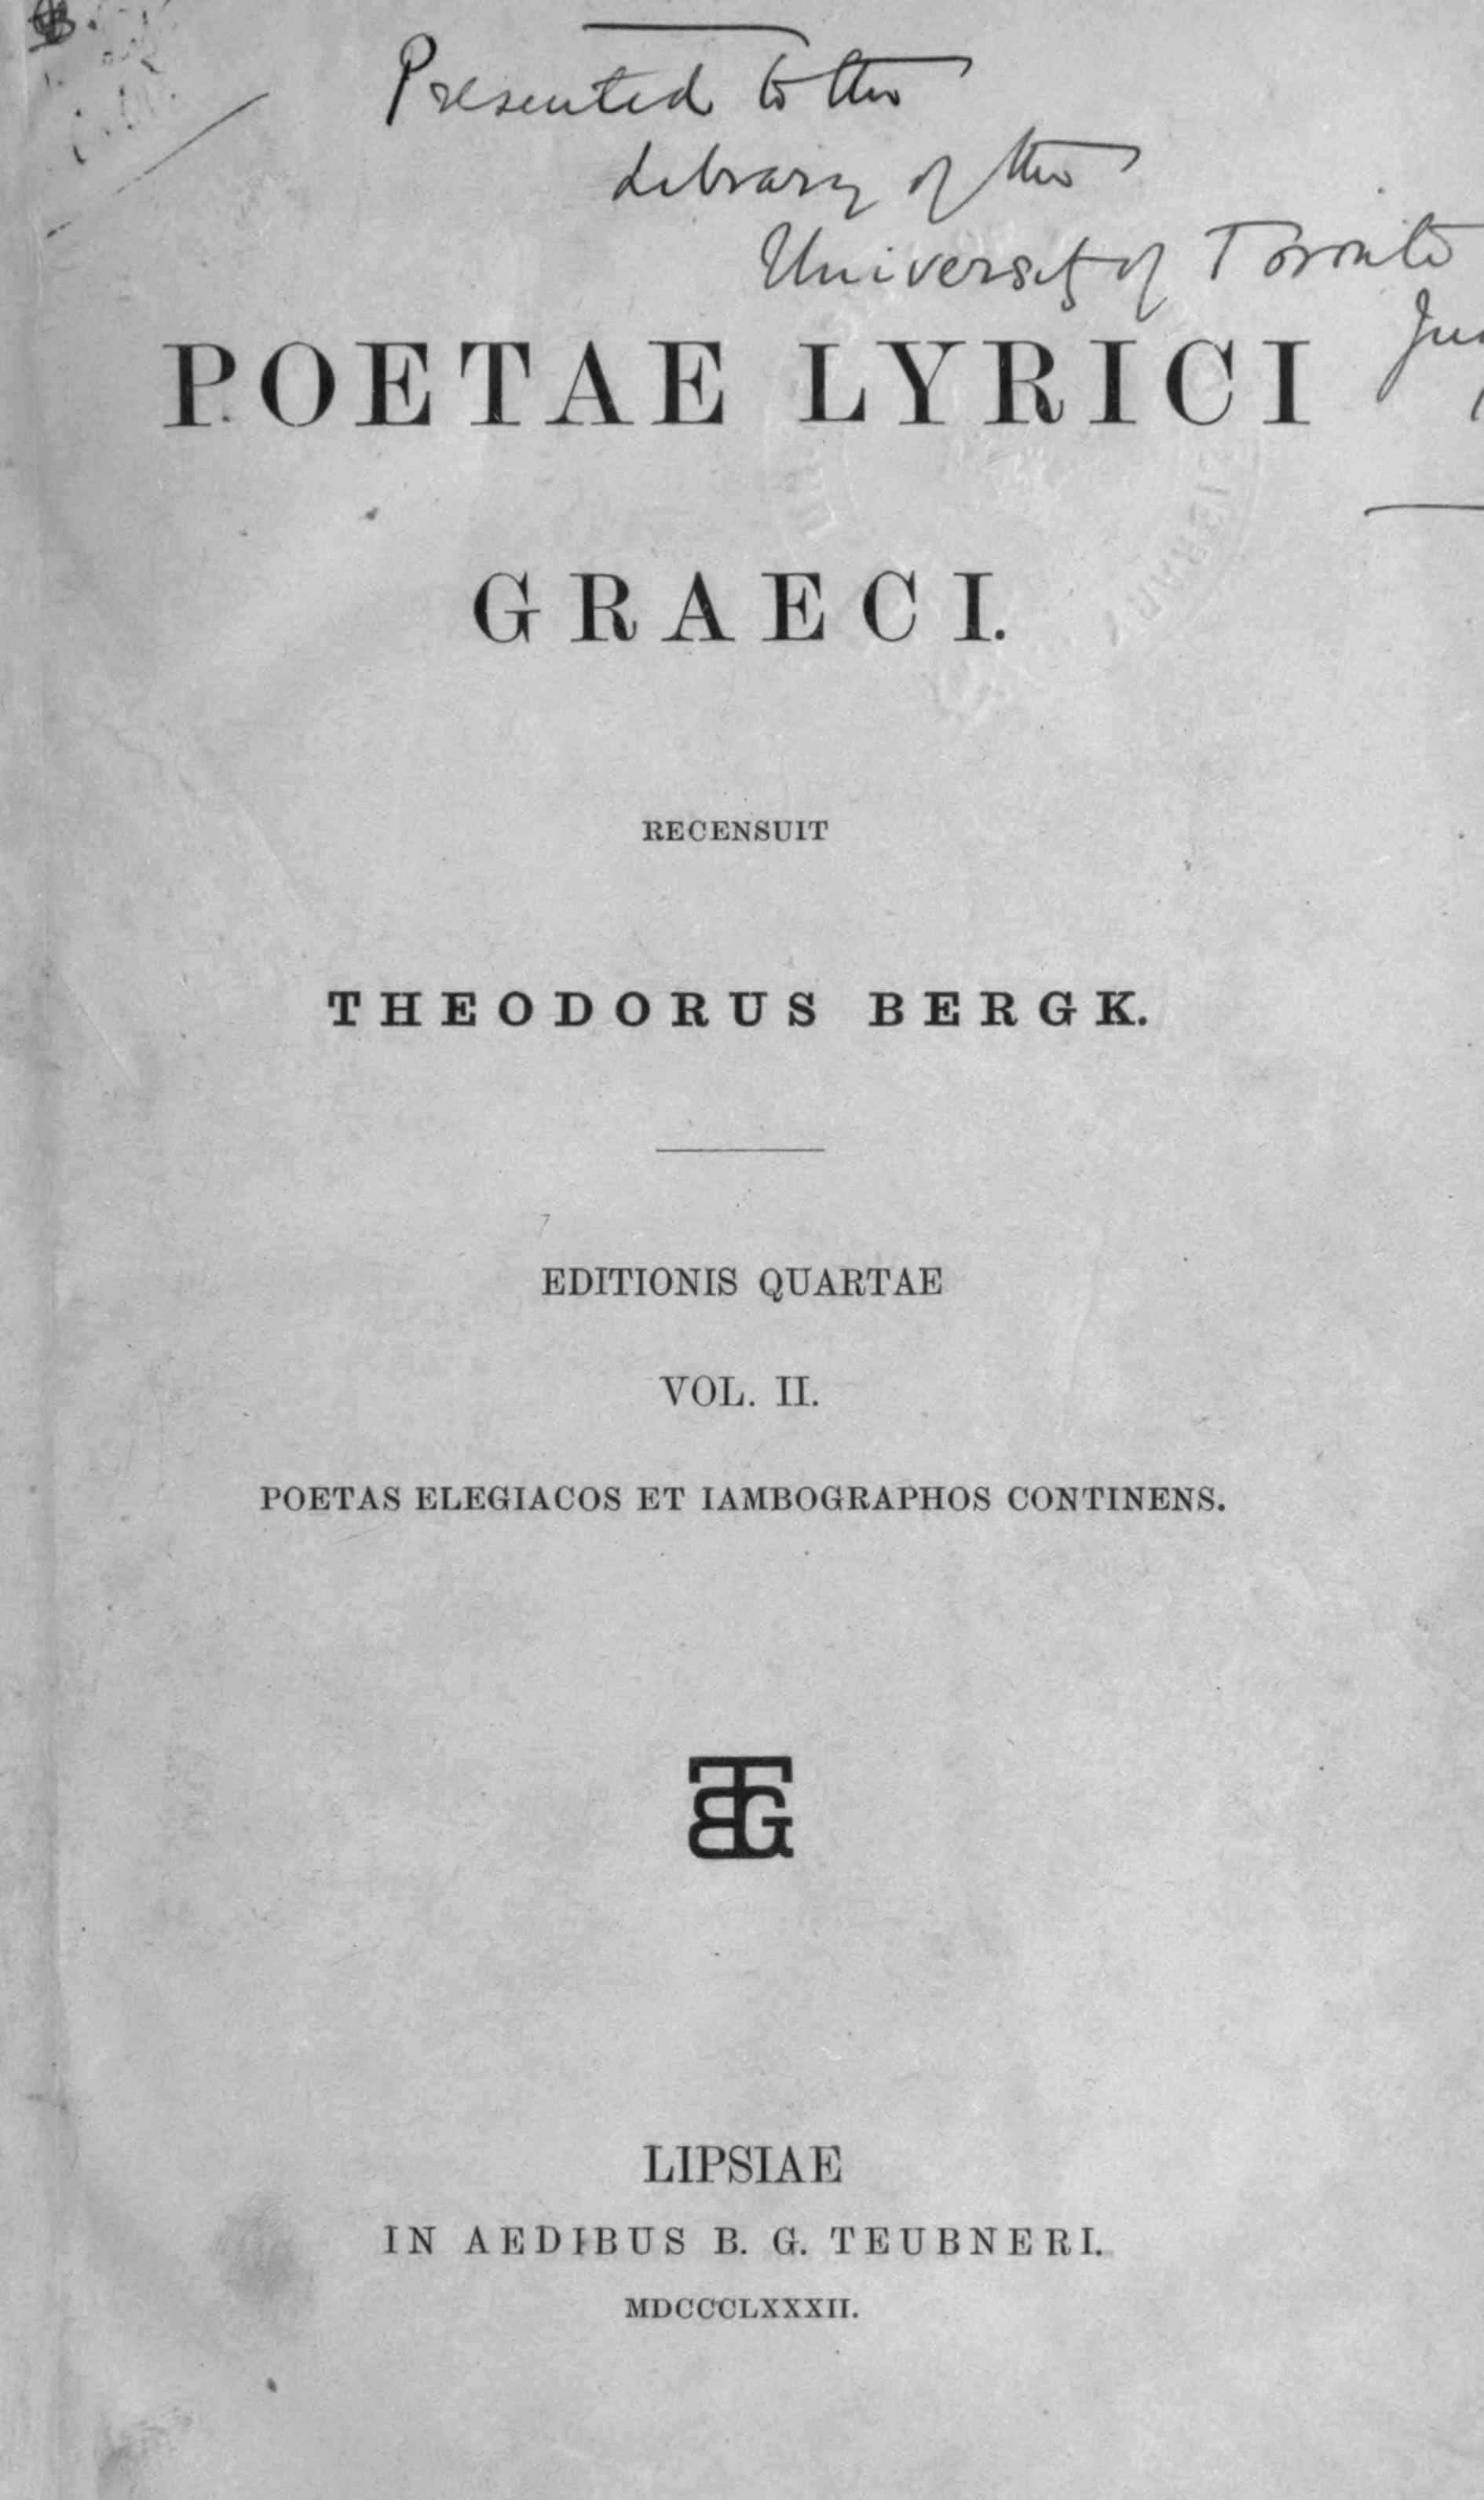 Presented to the
Library of the
University of Toronto
POETAE LYRICI
GRAECI.
RECENSUIT
THEODORUS BERGK.
EDITIONIS QUARTAE
VOL. II.
POETAS ELEGIACOS ET IAMBOGRAPHOS CONTINENS.
BTG
LIPSIAE
IN AEDIBUS B. G. TEUBNERI.
MDCCCLXXXII.